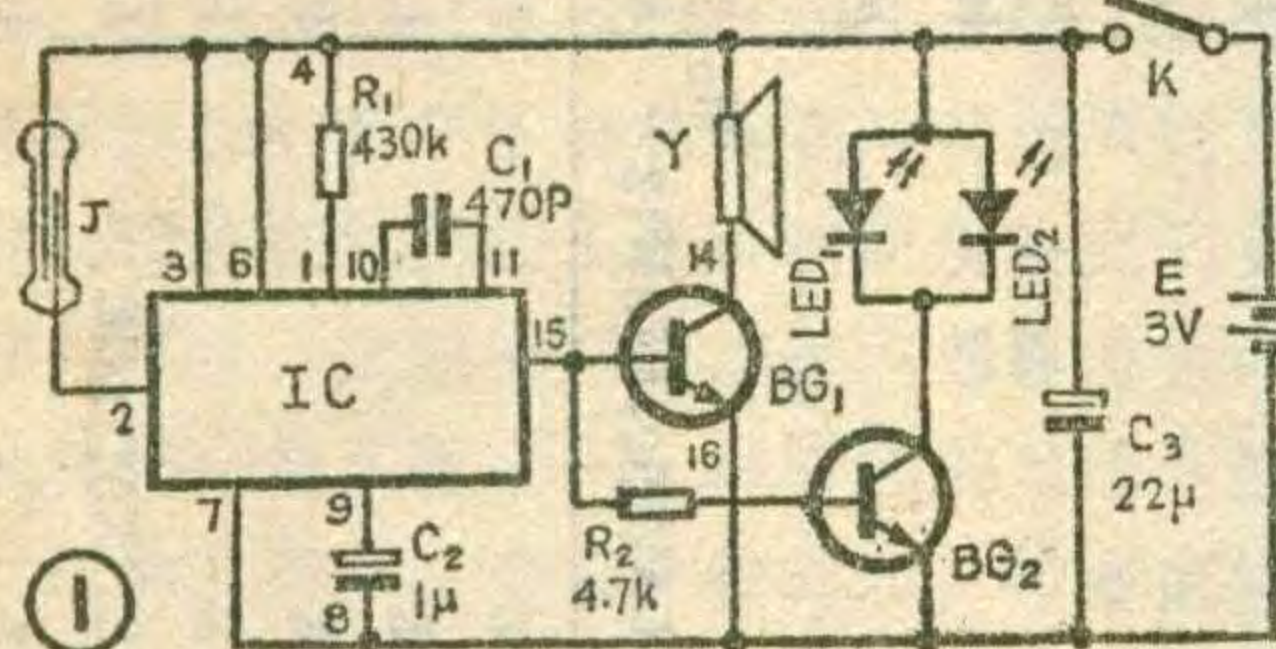 4
R₁
430k
C₁
470P
J
3
6
1
10
11
Y
14
LED₁
LED₂
K
E
3V
IC
2
15
BG₁
16
C₃
22μ
7
9
C₂
1μ
8
R₂
4.7k
BG₂
1